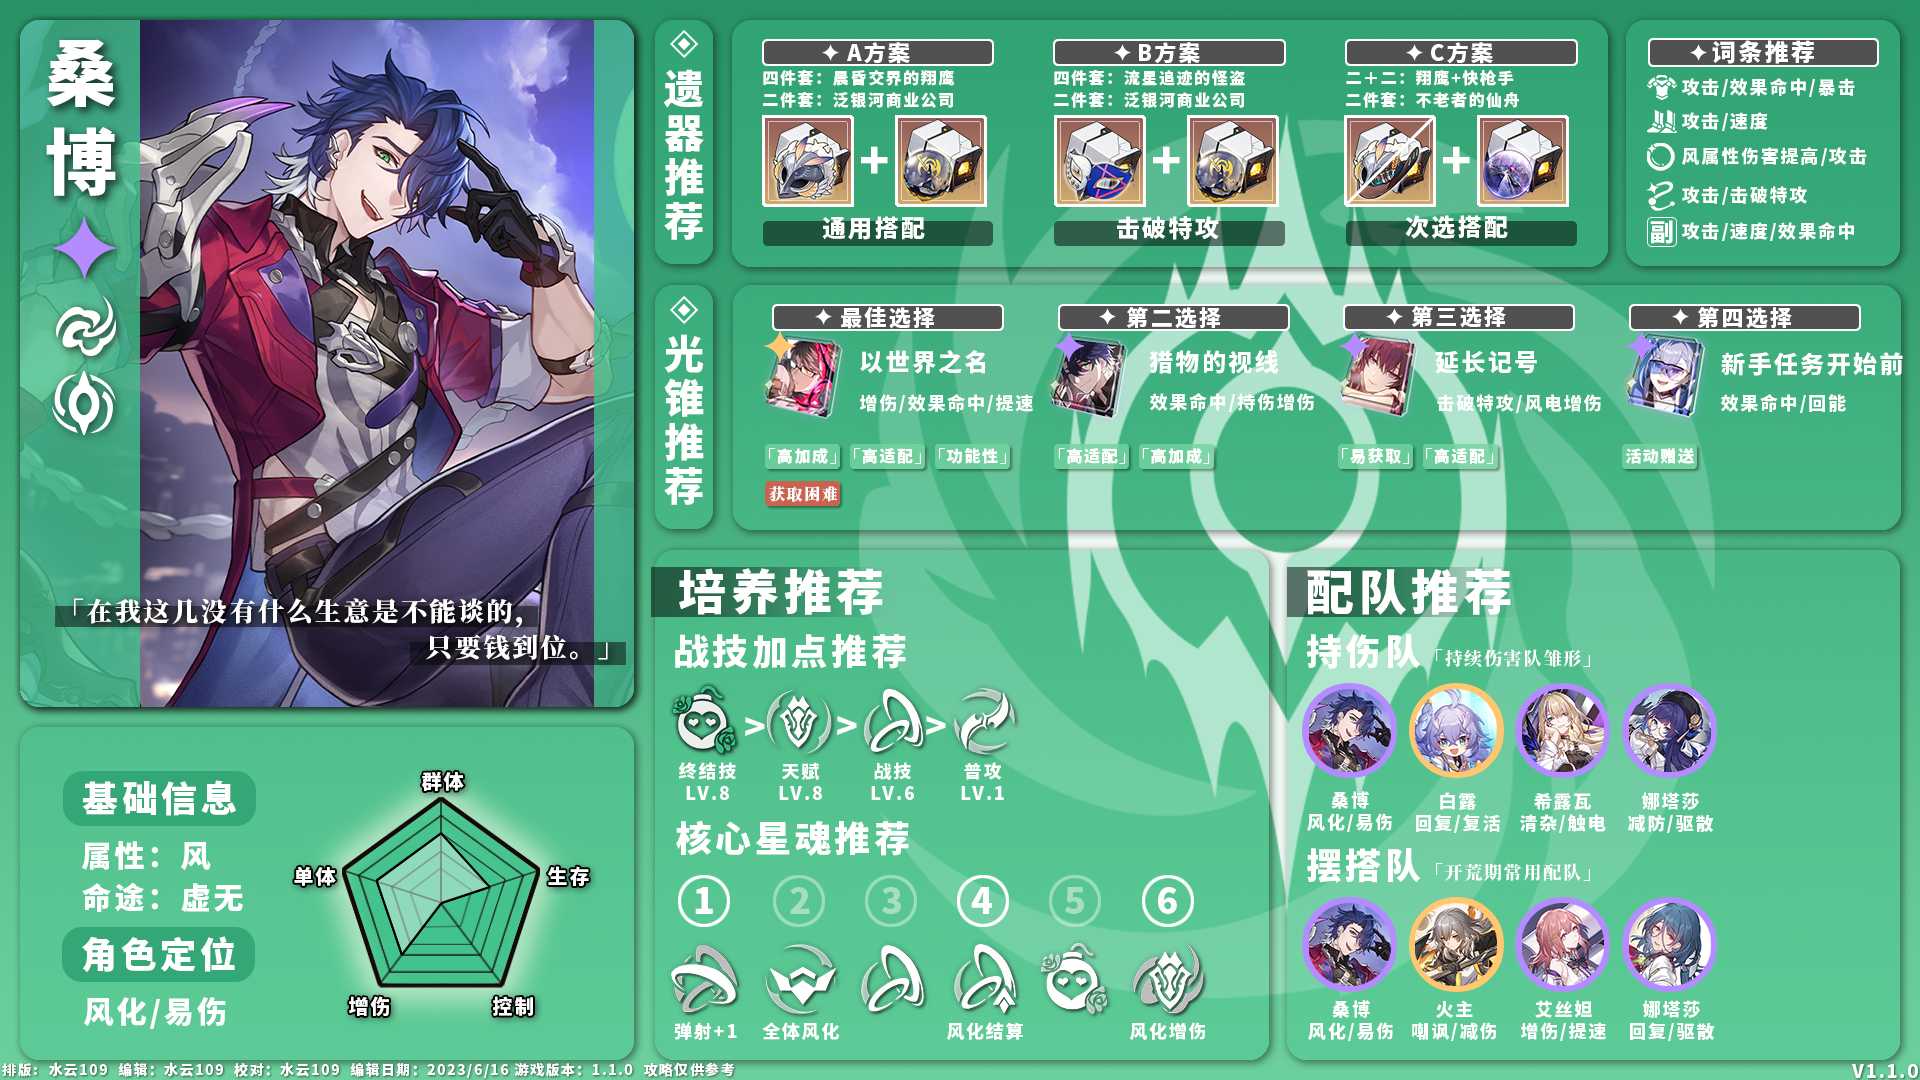 桑博
「在我这儿没有什么生意是不能谈的，
只要钱到位。」
基础信息
属性：风
命途：虚无
角色定位
风化/易伤
群体
生存
控制
增伤
单体
遗器推荐
A方案
四件套：晨昏交界的翔鹰
二件套：泛银河商业公司
+
通用搭配
B方案
四件套：流星追迹的怪盗
二件套：泛银河商业公司
+
击破特攻
C方案
二+二：翔鹰+快枪手
二件套：不老者的仙舟
+
次选搭配
词条推荐
攻击/效果命中/暴击
攻击/速度
风属性伤害提高/攻击
攻击/击破特攻
副 攻击/速度/效果命中
光锥推荐
最佳选择
以世界之名
增伤/效果命中/提速
「高加成」 「高适配」 「功能性」
获取困难
第二选择
猎物的视线
效果命中/持伤增伤
「高适配」 「高加成」
第三选择
延长记号
击破特攻/风电增伤
「易获取」 「高适配」
第四选择
新手任务开始前
效果命中/回能
活动赠送
培养推荐
战技加点推荐
> > >
终结技 天赋 战技 普攻
LV.8 LV.8 LV.6 LV.1
核心星魂推荐
1 2 3 4 5 6
弹射+1 全体风化 风化结算 风化增伤
配队推荐
持伤队「持续伤害队雏形」
桑博 白露 希露瓦 娜塔莎
风化/易伤 回复/复活 清杂/触电 减防/驱散
摆搭队「开荒期常用配队」
桑博 火主 艾丝妲 娜塔莎
风化/易伤 嘲讽/减伤 增伤/提速 回复/驱散
排版：水云109 编辑：水云109 校对：水云109 编辑日期：2023/6/16 游戏版本：1.1.0 攻略仅供参考
V1.1.0